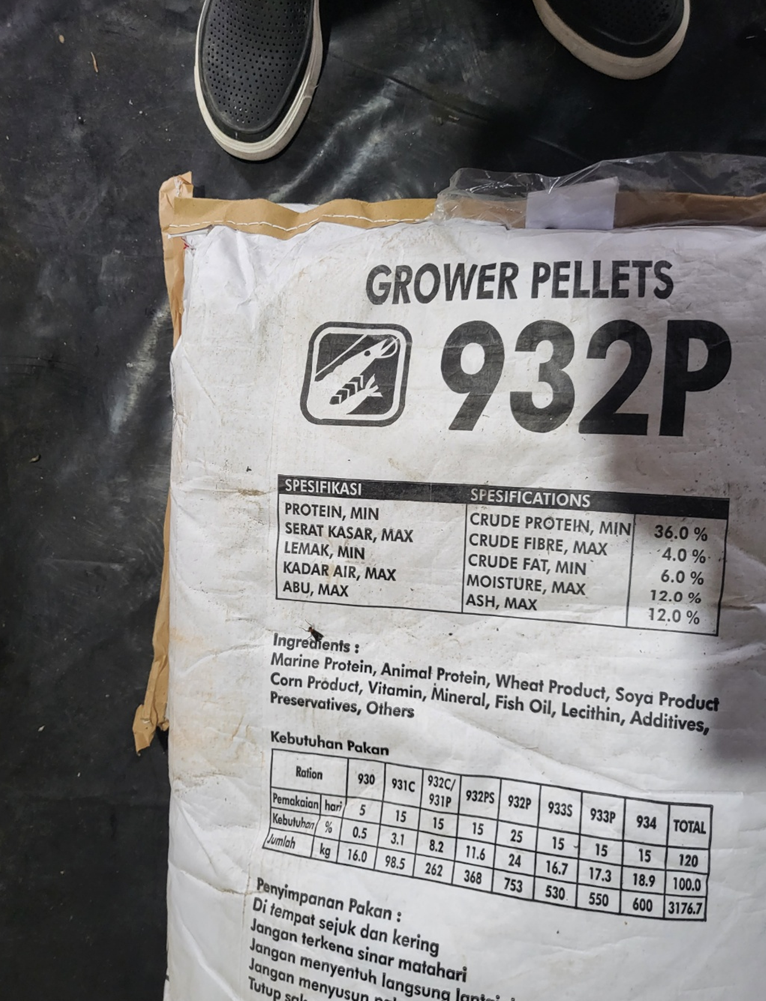 GROWER PELLETS
932P
SPESIFIKASI SPESIFICATIONS
PROTEIN, MIN CRUDE PROTEIN, MIN 36.0 %
SERAT KASAR, MAX CRUDE FIBRE, MAX 4.0 %
LEMAK, MIN CRUDE FAT, MIN 6.0 %
KADAR AIR, MAX MOISTURE, MAX 12.0 %
ABU, MAX ASH, MAX 12.0 %
Ingredients :
Marine Protein, Animal Protein, Wheat Product, Soya Product
Corn Product, Vitamin, Mineral, Fish Oil, Lecithin, Additives,
Preservatives, Others
Kebutuhan Pakan
Ration 930 931C 932C/ 931P 932PS 932P 933S 933P 934 TOTAL
Pemakaian hari 5 15 15 15 25 15 15 15 120
Kebutuhan % 0.5 3.1 8.2 11.6 24 16.7 17.3 18.9 100.0
Jumlah kg 16.0 98.5 262 368 753 530 550 600 3176.7
Penyimpanan Pakan :
Di tempat sejuk dan kering
Jangan terkena sinar matahari
Jangan menyentuh langsung
Jangan menyusun
Tutup